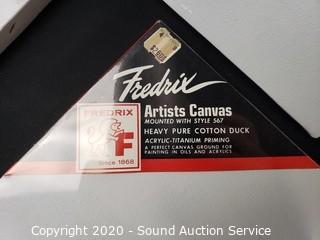 Fredrix
Artists Canvas
MOUNTED WITH STYLE 567
HEAVY PURE COTTON DUCK
ACRYLIC-TITANIUM PRIMING
A PERFECT CANVAS GROUND FOR
PAINTING IN OILS AND ACRYLICS
FREDRIX
F
Since 1868
Copyright 2020 - Sound Auction Service